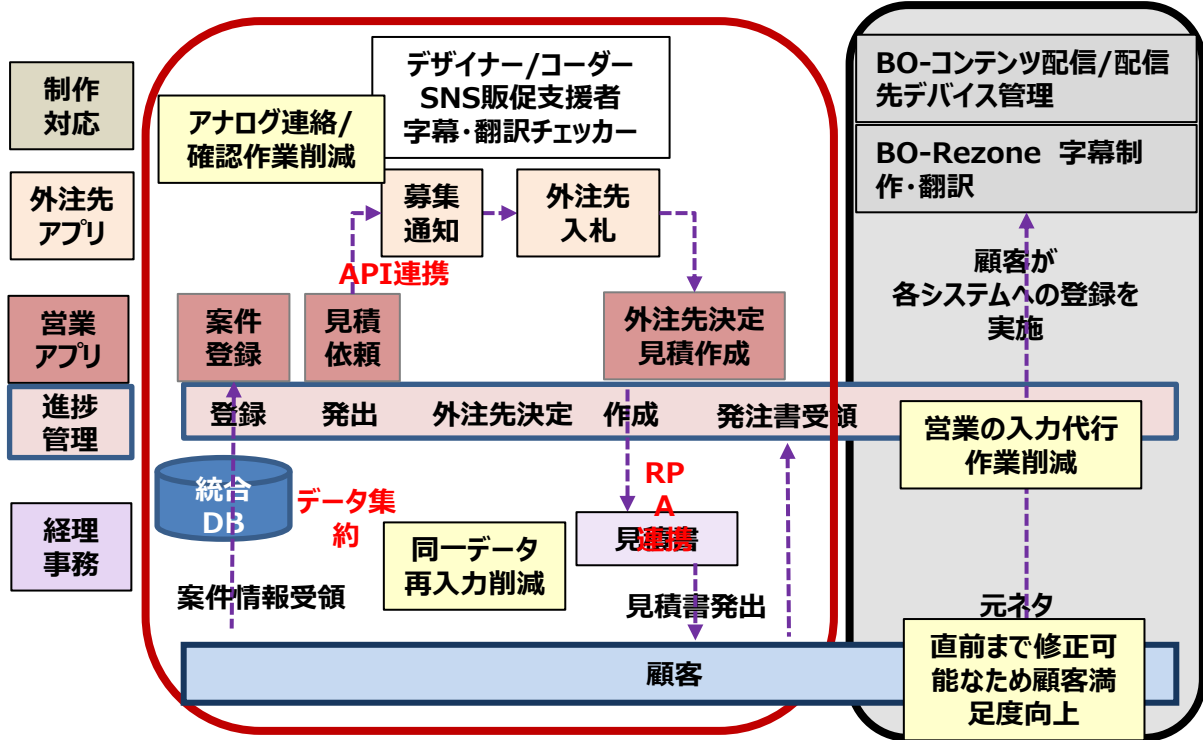 制作
対応
アナログ連絡/
確認作業削減
デザイナー/コーダー
SNS販促支援者
字幕・翻訳チェッカー
BO-コンテンツ配信/配信
先デバイス管理
BO-Rezone 字幕制
作・翻訳
外注先
アプリ
募集
通知
外注先
入札
API連携
顧客が
各システムへの登録を
実施
営業
アプリ
案件
登録
見積
依頼
外注先決定
見積作成
進捗
管理
登録
発出
外注先決定
作成
発注書受領
営業の入力代行
作業削減
統合
DB
データ集
約
RP
A
連携
経理
事務
同一データ
再入力削減
見積書
案件情報受領
見積書発出
元ネタ
顧客
直前まで修正可
能なため顧客満
足度向上